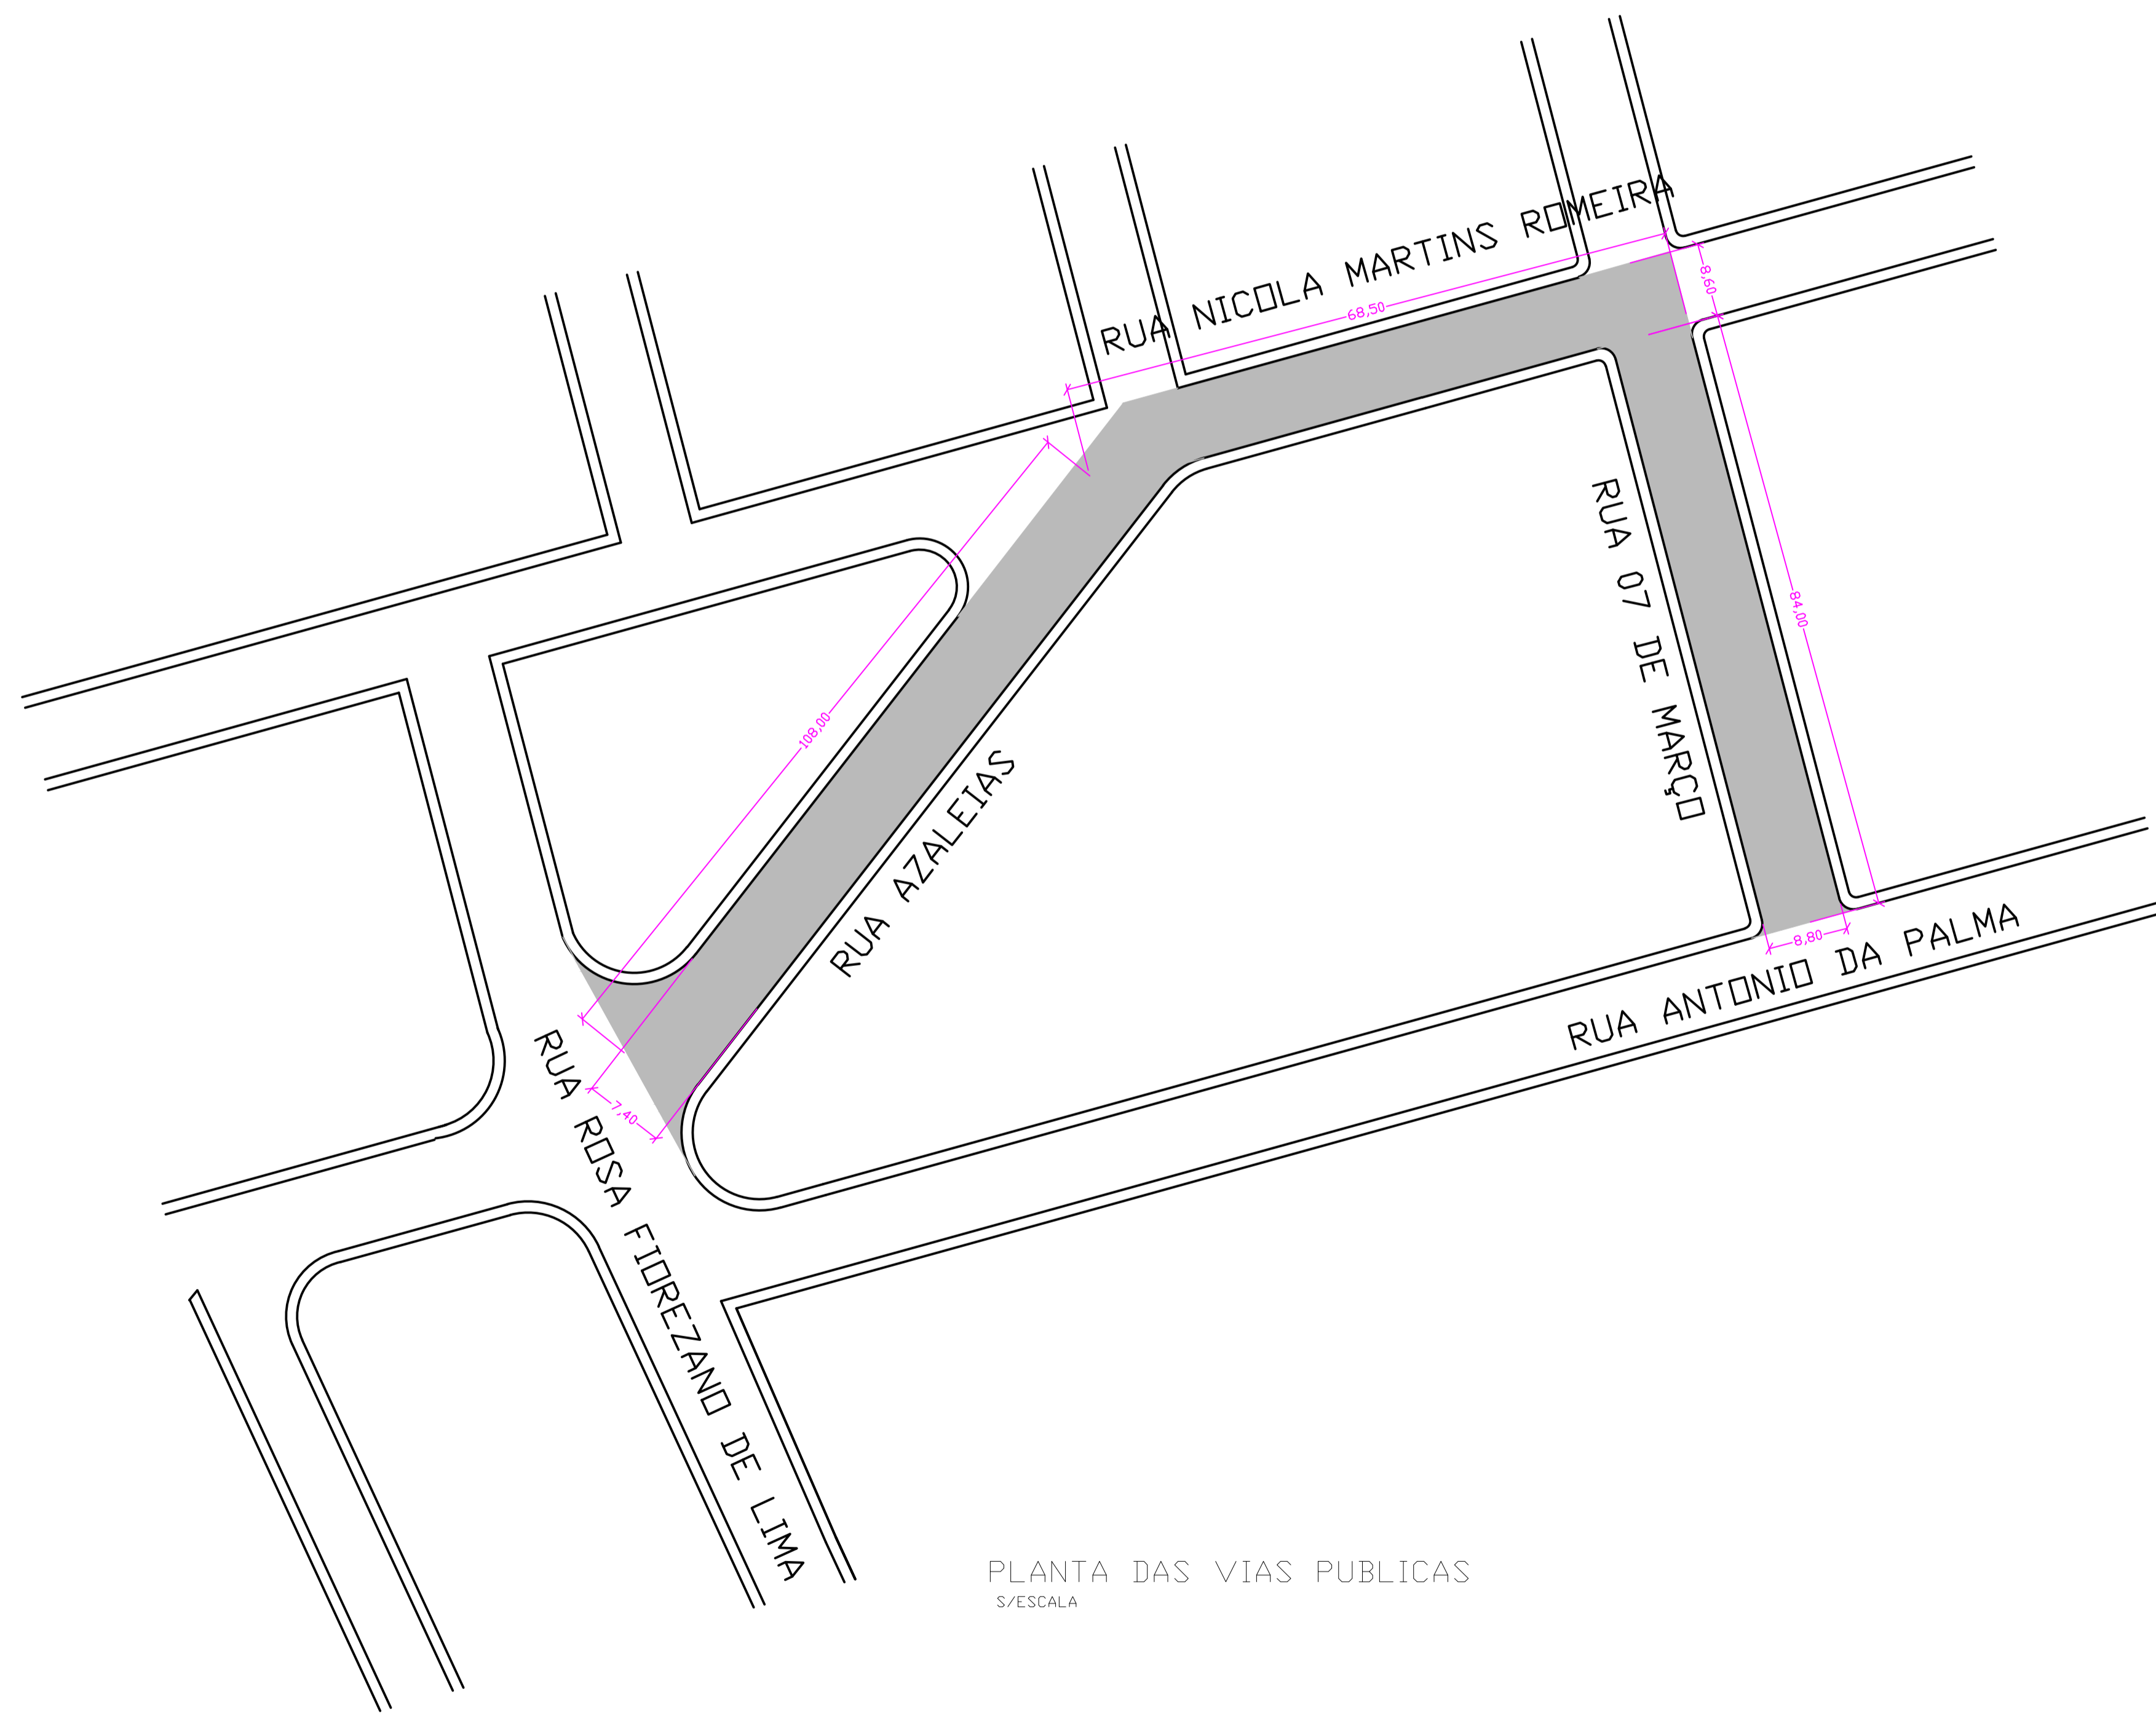 RUA NICOLA MARTINS ROMEIRA
68,50
8,60
108,00
84,00
RUA 07 DE MARÇO
RUA AZALEIAS
8,80
RUA ANTONIO DA PALMA
7,40
RUA ROSA FIOREZANO DE LIMA
PLANTA DAS VIAS PUBLICAS
S/ESCALA